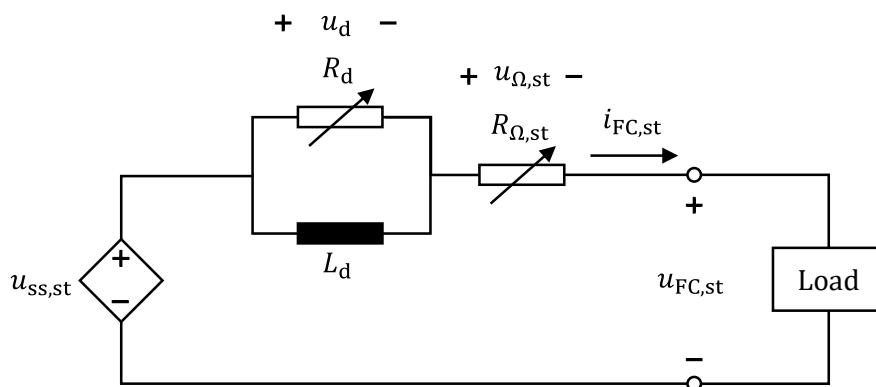 + u_d −
R_d
+ u_Ω,st −
R_Ω,st
i_FC,st
+
+
−
u_ss,st
L_d
u_FC,st
Load
−